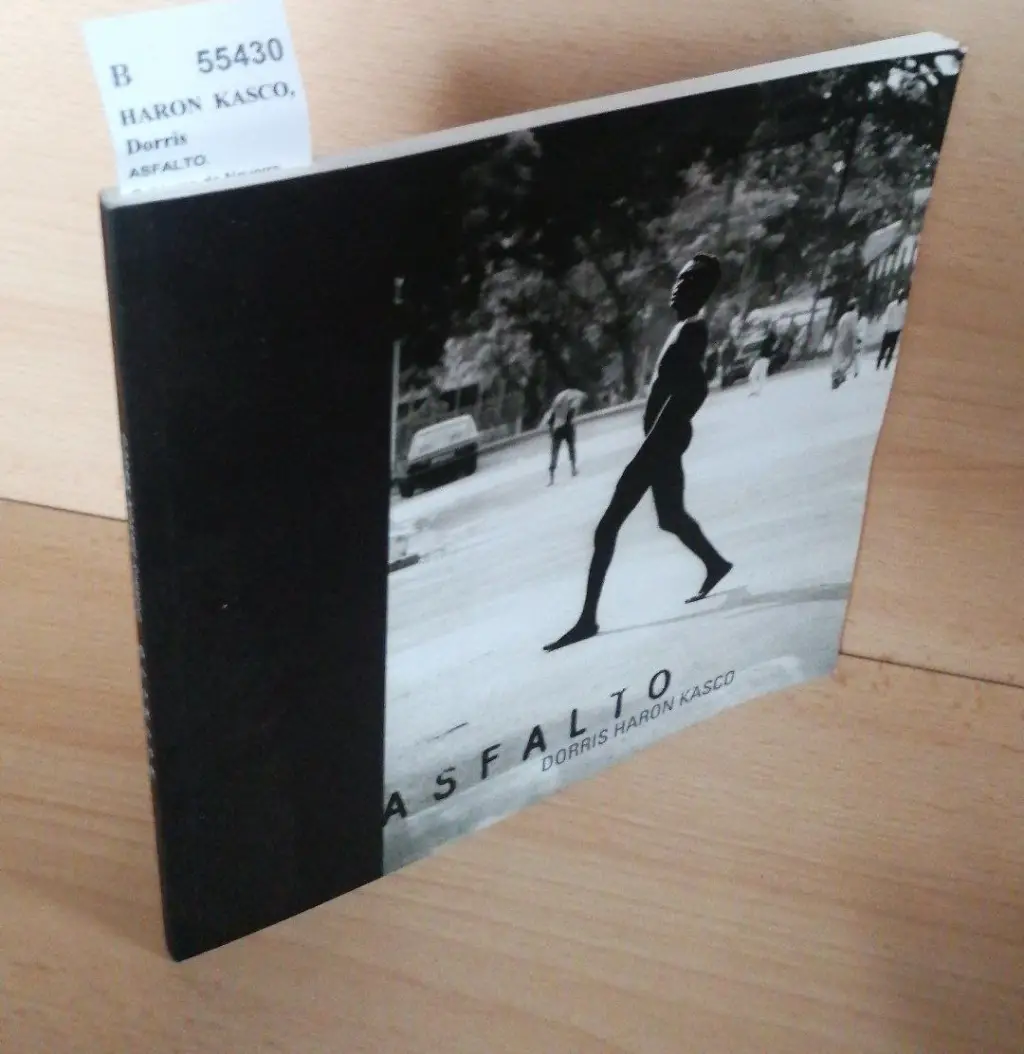 B 55430
HARON KASCO,
Dorris
ASFALTO.
ASFALTO
DORRIS HARON KASCO